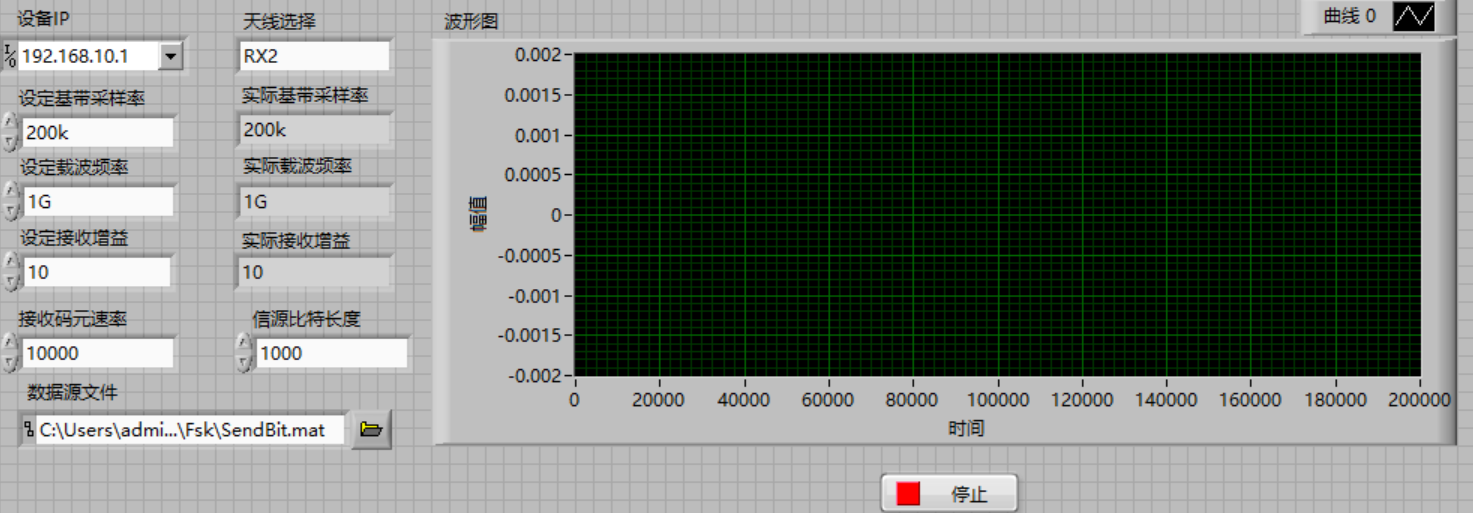 设备IP
192.168.10.1
设定基带采样率
200k
设定载波频率
1G
设定接收增益
10
接收码元速率
10000
数据源文件
C:\Users\admi...\Fsk\SendBit.mat
天线选择
RX2
实际基带采样率
200k
实际载波频率
1G
实际接收增益
10
信源比特长度
1000
波形图
曲线 0
幅值
0.002
0.0015
0.001
0.0005
0
-0.0005
-0.001
-0.0015
-0.002
0 20000 40000 60000 80000 100000 120000 140000 160000 180000 200000
时间
停止